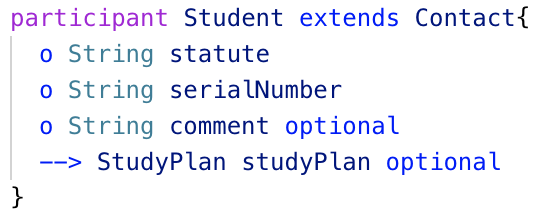 participant Student extends Contact{
o String statute
o String serialNumber
o String comment optional
--> StudyPlan studyPlan optional
}